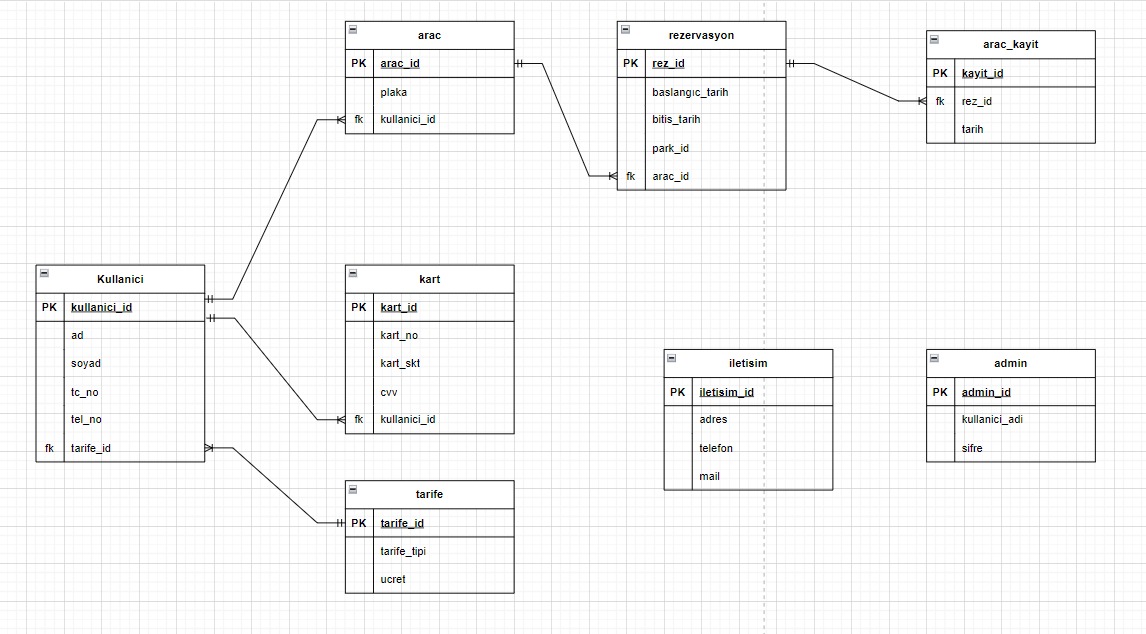 arac
PK arac_id
plaka
fk kullanici_id
rezervasyon
PK rez_id
baslangıc_tarih
bitis_tarih
park_id
fk arac_id
arac_kayit
PK kayit_id
fk rez_id
tarih
Kullanici
PK kullanici_id
ad
soyad
tc_no
tel_no
fk tarife_id
kart
PK kart_id
kart_no
kart_skt
cvv
fk kullanici_id
tarife
PK tarife_id
tarife_tipi
ucret
iletisim
PK iletisim_id
adres
telefon
mail
admin
PK admin_id
kullanici_adi
sifre